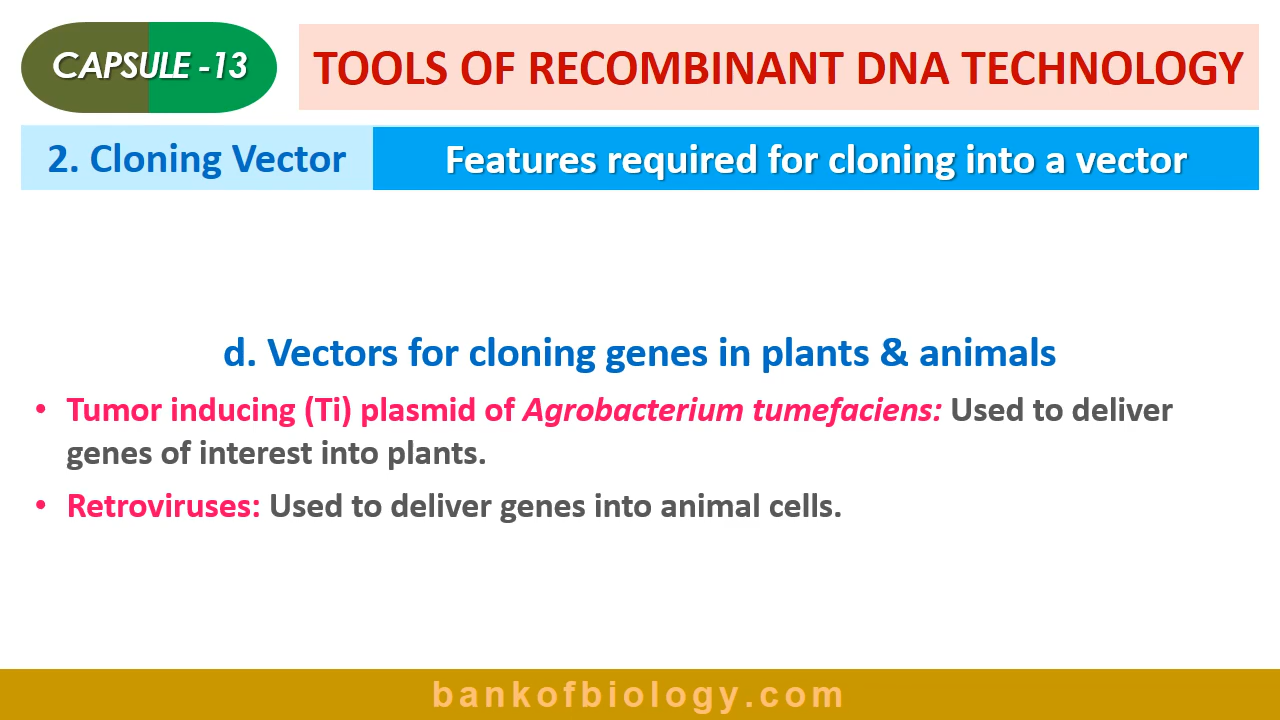 CAPSULE -13
TOOLS OF RECOMBINANT DNA TECHNOLOGY
2. Cloning Vector
Features required for cloning into a vector
d. Vectors for cloning genes in plants & animals
• Tumor inducing (Ti) plasmid of Agrobacterium tumefaciens: Used to deliver
genes of interest into plants.
• Retroviruses: Used to deliver genes into animal cells.
bankofbiology.com